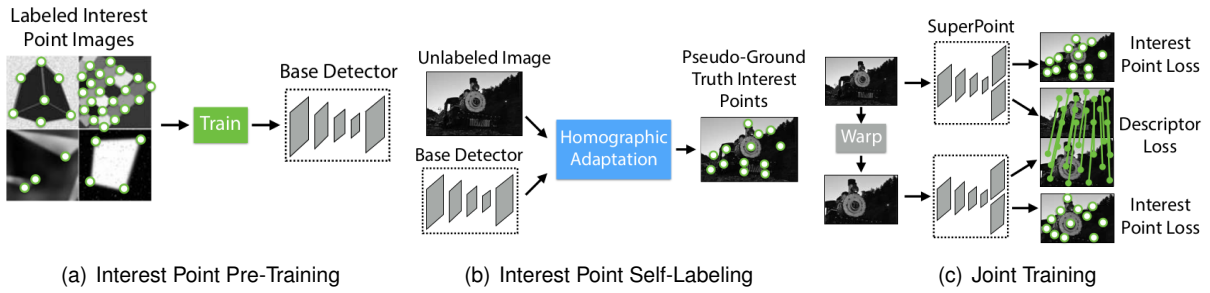 Labeled Interest
Point Images
Train
Base Detector
(a) Interest Point Pre-Training
Unlabeled Image
Base Detector
Homographic
Adaptation
Pseudo-Ground
Truth Interest
Points
(b) Interest Point Self-Labeling
SuperPoint
Warp
Interest
Point Loss
Descriptor
Loss
Interest
Point Loss
(c) Joint Training